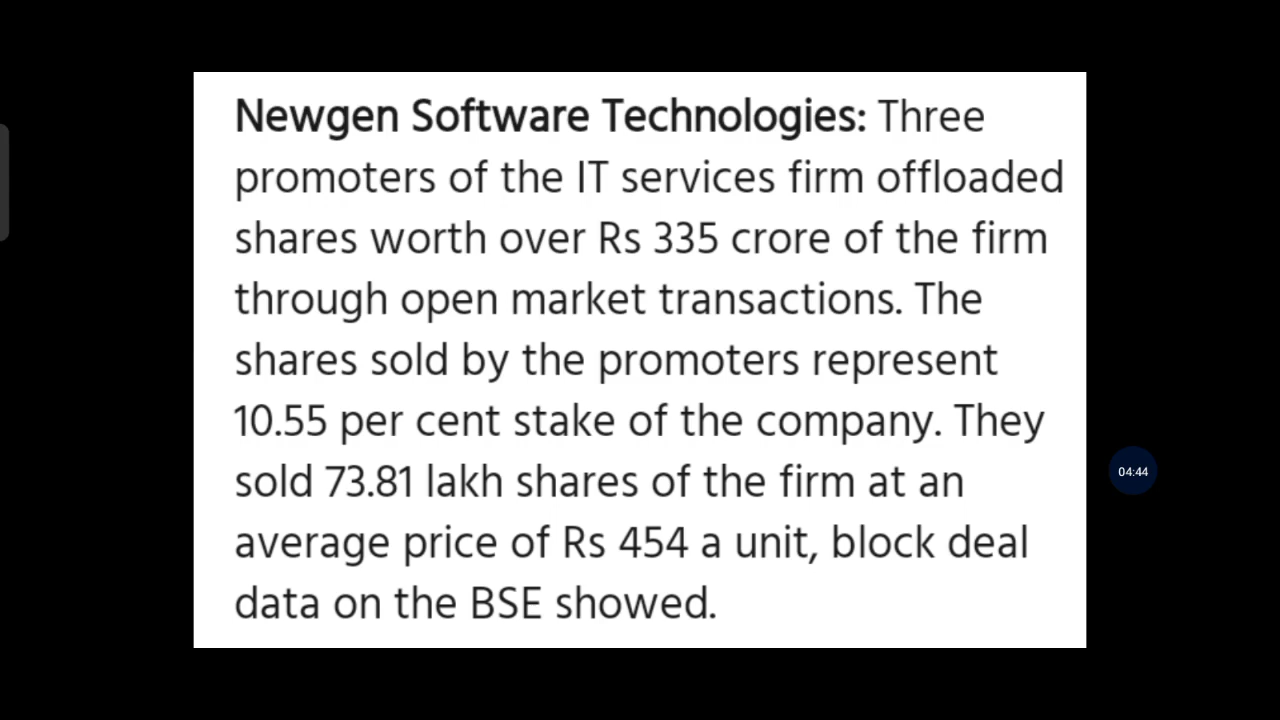 Newgen Software Technologies: Three
promoters of the IT services firm offloaded
shares worth over Rs 335 crore of the firm
through open market transactions. The
shares sold by the promoters represent
10.55 per cent stake of the company. They
sold 73.81 lakh shares of the firm at an
average price of Rs 454 a unit, block deal
data on the BSE showed.
04:44